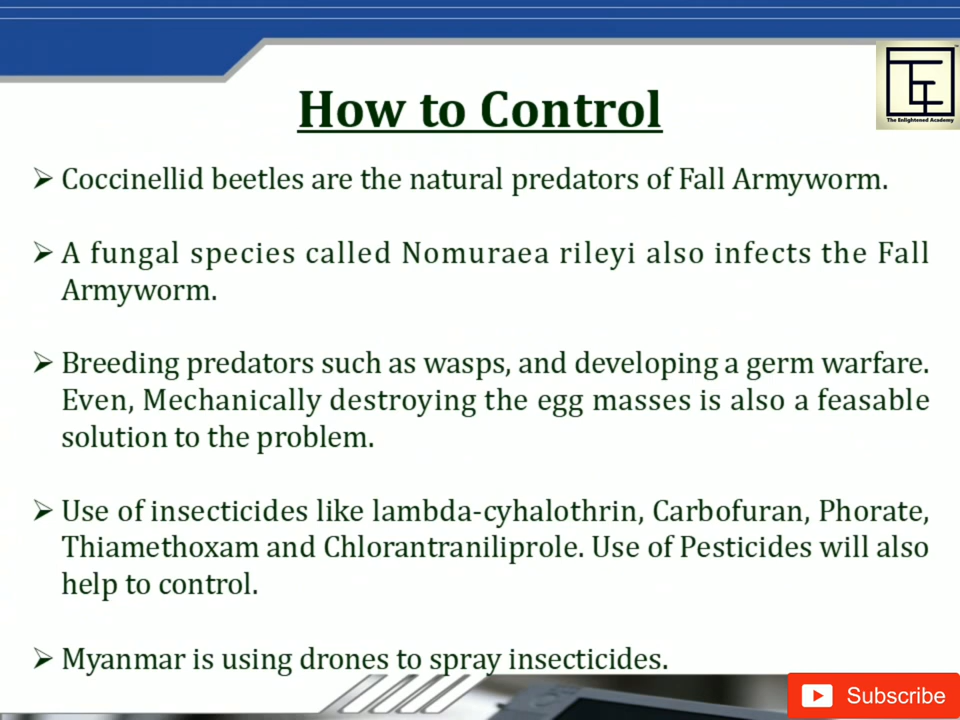 The Enlightened Academy
How to Control
➢ Coccinellid beetles are the natural predators of Fall Armyworm.
➢ A fungal species called Nomuraea rileyi also infects the Fall
Armyworm.
➢ Breeding predators such as wasps, and developing a germ warfare.
Even, Mechanically destroying the egg masses is also a feasable
solution to the problem.
➢ Use of insecticides like lambda-cyhalothrin, Carbofuran, Phorate,
Thiamethoxam and Chlorantraniliprole. Use of Pesticides will also
help to control.
➢ Myanmar is using drones to spray insecticides.
Subscribe